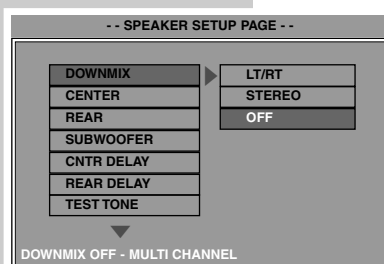 - - SPEAKER SETUP PAGE - -
DOWNMIX
LT/RT
CENTER
STEREO
REAR
OFF
SUBWOOFER
CNTR DELAY
REAR DELAY
TEST TONE
DOWNMIX OFF - MULTI CHANNEL